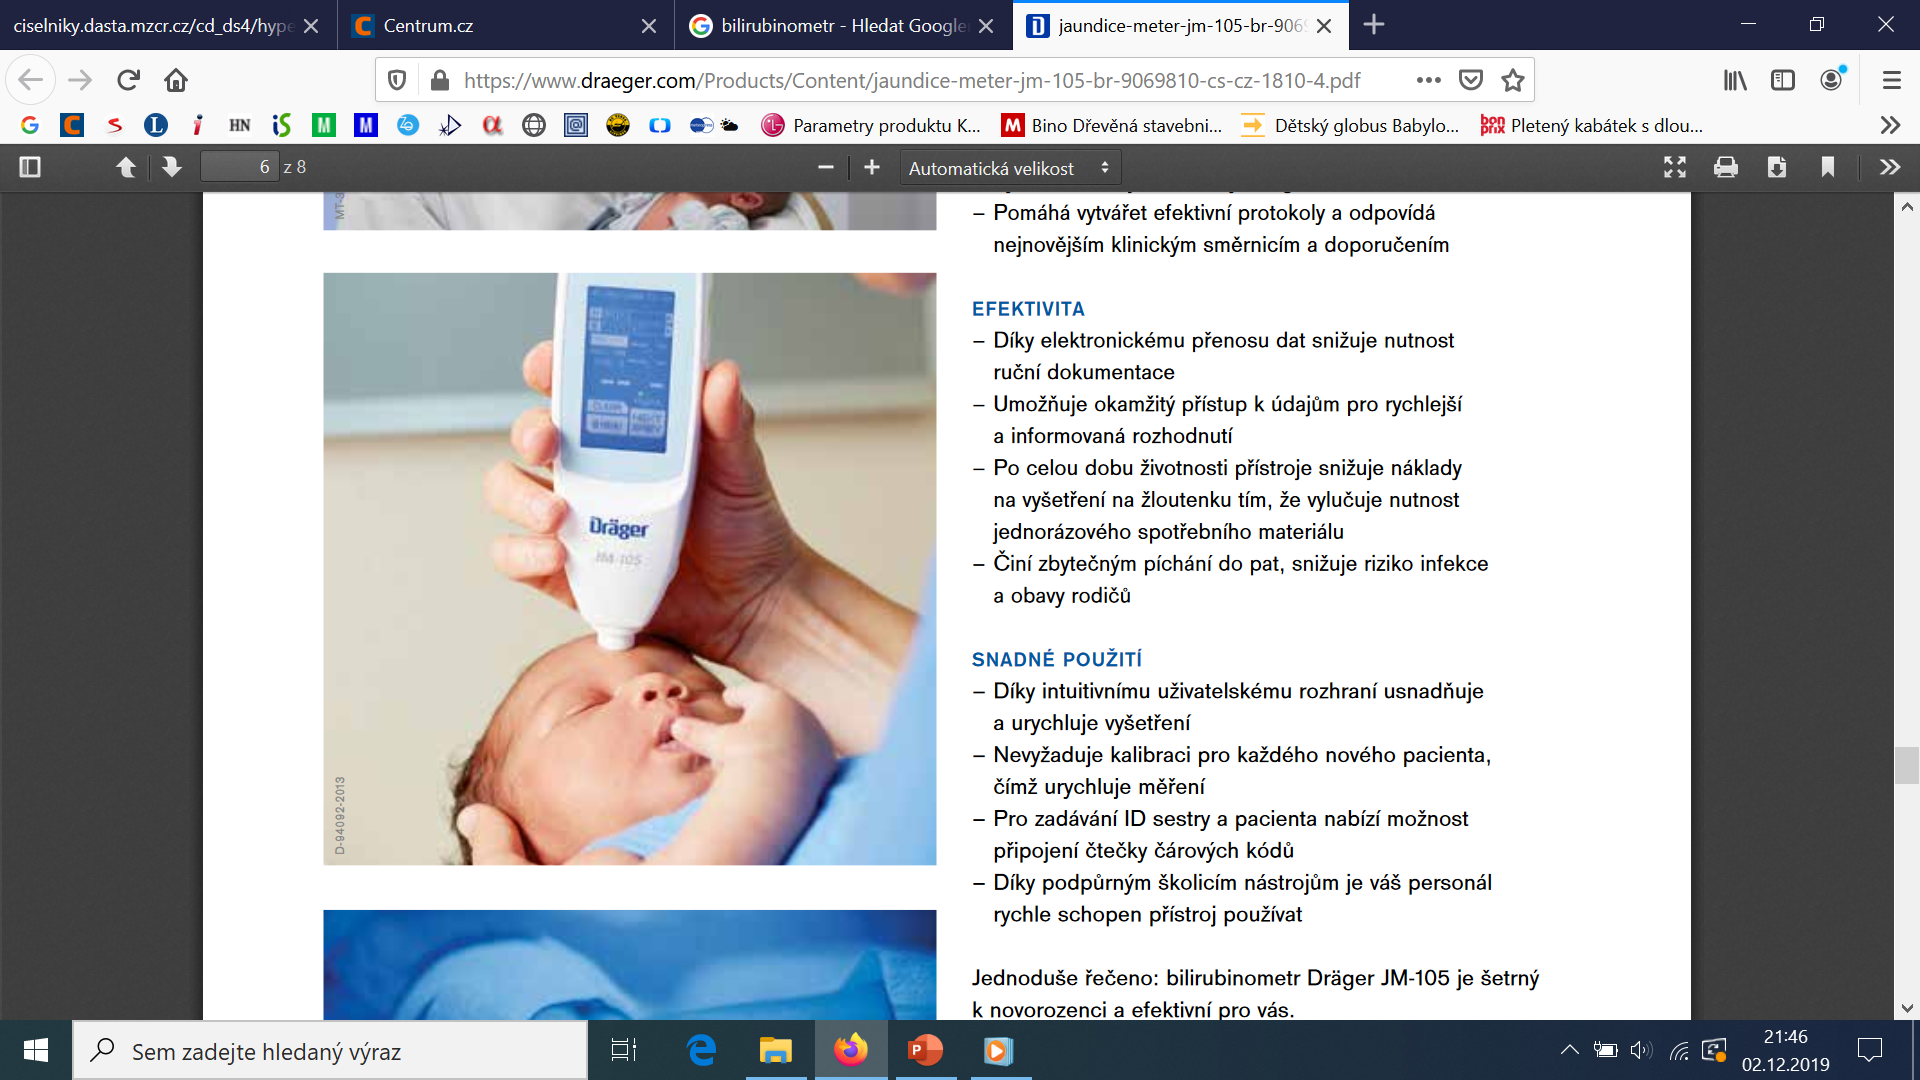 ciselniky.dasta.mzcr.cz/cd_ds4/hype
Centrum.cz
bilirubinometr - Hledat Google
jaundice-meter-jm-105-br-906
https://www.draeger.com/Products/Content/jaundice-meter-jm-105-br-9069810-cs-cz-1810-4.pdf
Parametry produktu K...
Bino Dřevěná stavebni...
Dětský globus Babylo...
bon prix Pletený kabátek s dlou...
6 z 8
Automatická velikost
– Pomáhá vytvářet efektivní protokoly a odpovídá
nejnovějším klinickým směrnicím a doporučením
EFEKTIVITA
– Díky elektronickému přenosu dat snižuje nutnost
ruční dokumentace
– Umožňuje okamžitý přístup k údajům pro rychlejší
a informovaná rozhodnutí
– Po celou dobu životnosti přístroje snižuje náklady
na vyšetření na žloutenku tím, že vylučuje nutnost
jednorázového spotřebního materiálu
– Činí zbytečným píchání do pat, snižuje riziko infekce
a obavy rodičů
Dräger
JM-105
D-94092-2013
SNADNÉ POUŽITÍ
– Díky intuitivnímu uživatelskému rozhraní usnadňuje
a urychluje vyšetření
– Nevyžaduje kalibraci pro každého nového pacienta,
čímž urychluje měření
– Pro zadávání ID sestry a pacienta nabízí možnost
připojení čtečky čárových kódů
– Díky podpůrným školicím nástrojům je váš personál
rychle schopen přístroj používat
Jednoduše řečeno: bilirubinometr Dräger JM-105 je šetrný
k novorozenci a efektivní pro vás.
Sem zadejte hledaný výraz
21:46
02.12.2019